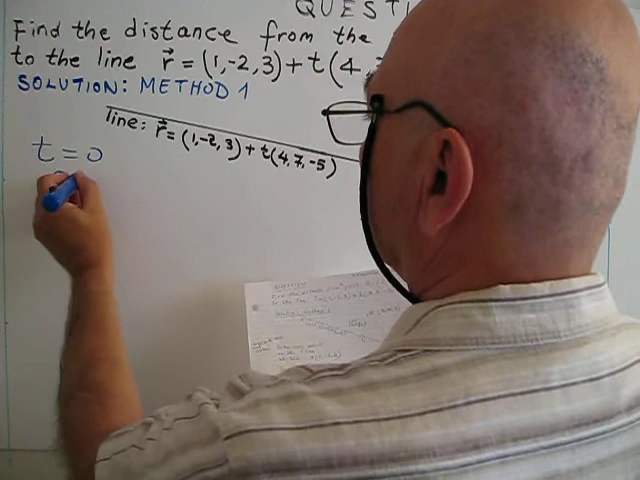 QUESTI
Find the distance from the
to the line r⃗ = (1,-2,3) + t(4,
SOLUTION: METHOD 1
line: r⃗ = (1,-2,3) + t(4,7,-5)
t = 0